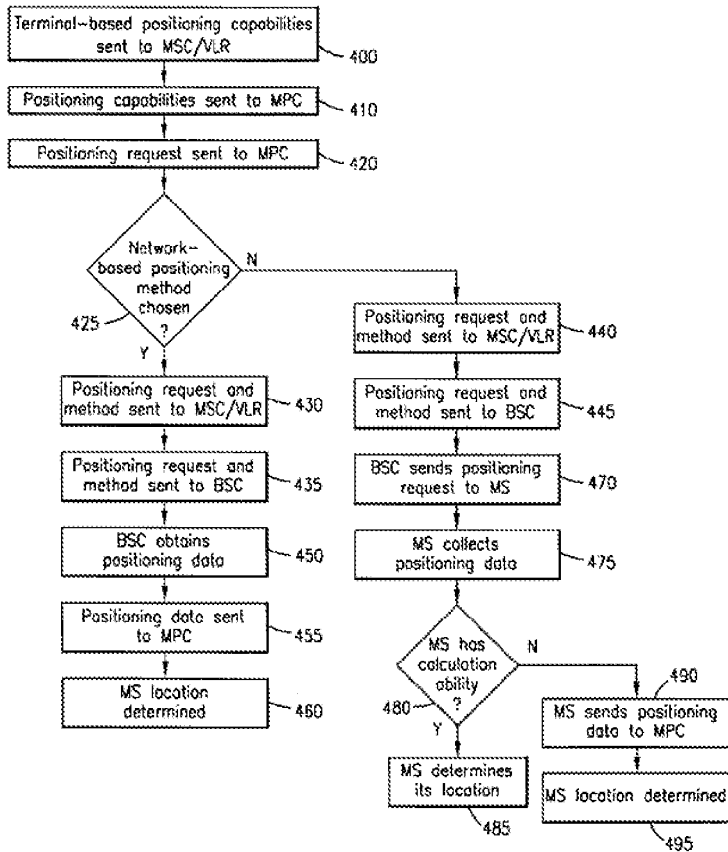 Terminal-based positioning capabilities
sent to MSC/VLR
400
Positioning capabilities sent to MPC
410
Positioning request sent to MPC
420
Network-
based positioning
method
chosen
?
425
N
Y
Positioning request and
method sent to MSC/VLR
430
Positioning request and
method sent to BSC
435
BSC obtains
positioning data
450
Positioning data sent
to MPC
455
MS location
determined
460
Positioning request and
method sent to MSC/VLR
440
Positioning request and
method sent to BSC
445
BSC sends positioning
request to MS
470
MS collects
positioning data
475
MS has
calculation
ability
?
480
N
Y
MS determines
its location
485
490
MS sends positioning
data to MPC
MS location determined
495